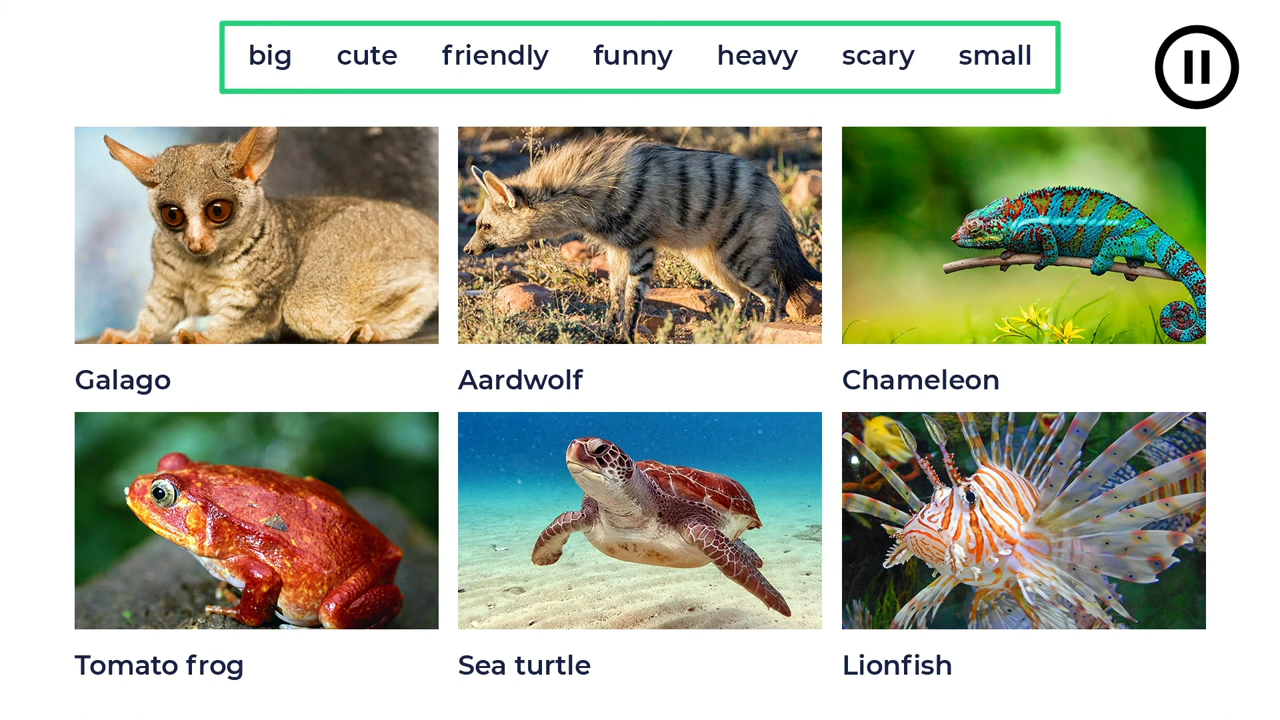 big cute friendly funny heavy scary small
Galago Aardwolf Chameleon
Tomato frog Sea turtle Lionfish